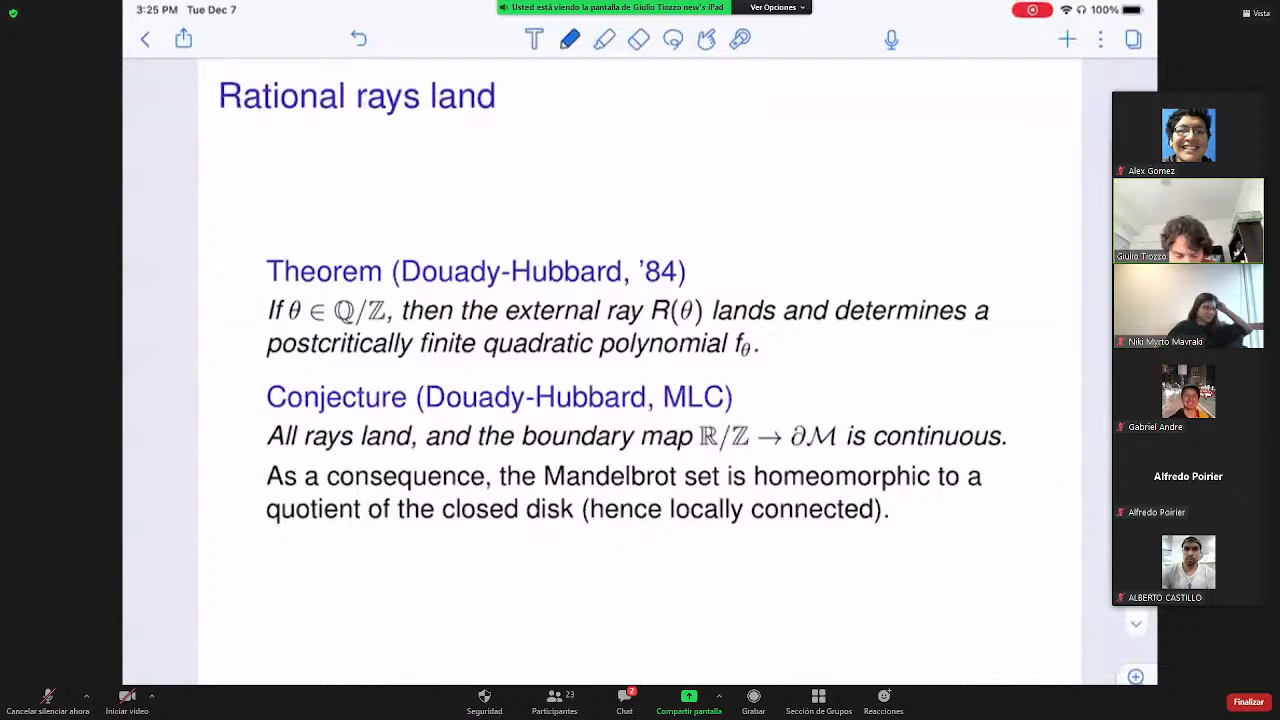 3:25 PM Tue Dec 7
Usted está viendo la pantalla de Giulio Tiozzo new's iPad
Ver Opciones
100%
Vista
Rational rays land
Theorem (Douady-Hubbard, '84)
If θ ∈ ℚ/ℤ, then the external ray R(θ) lands and determines a
postcritically finite quadratic polynomial f_θ.
Conjecture (Douady-Hubbard, MLC)
All rays land, and the boundary map ℝ/ℤ → ∂ℳ is continuous.
As a consequence, the Mandelbrot set is homeomorphic to a
quotient of the closed disk (hence locally connected).
Alex Gomez
Giulio Tiozzo
Niki Myrto Mavraki
Gabriel Andre
Alfredo Poirier
Alfredo Poirier
ALBERTO CASTILLO
Cancelar silenciar ahora
Iniciar video
Seguridad
23
Participantes
2
Chat
Compartir pantalla
Grabar
Sección de Grupos
Reacciones
Finalizar